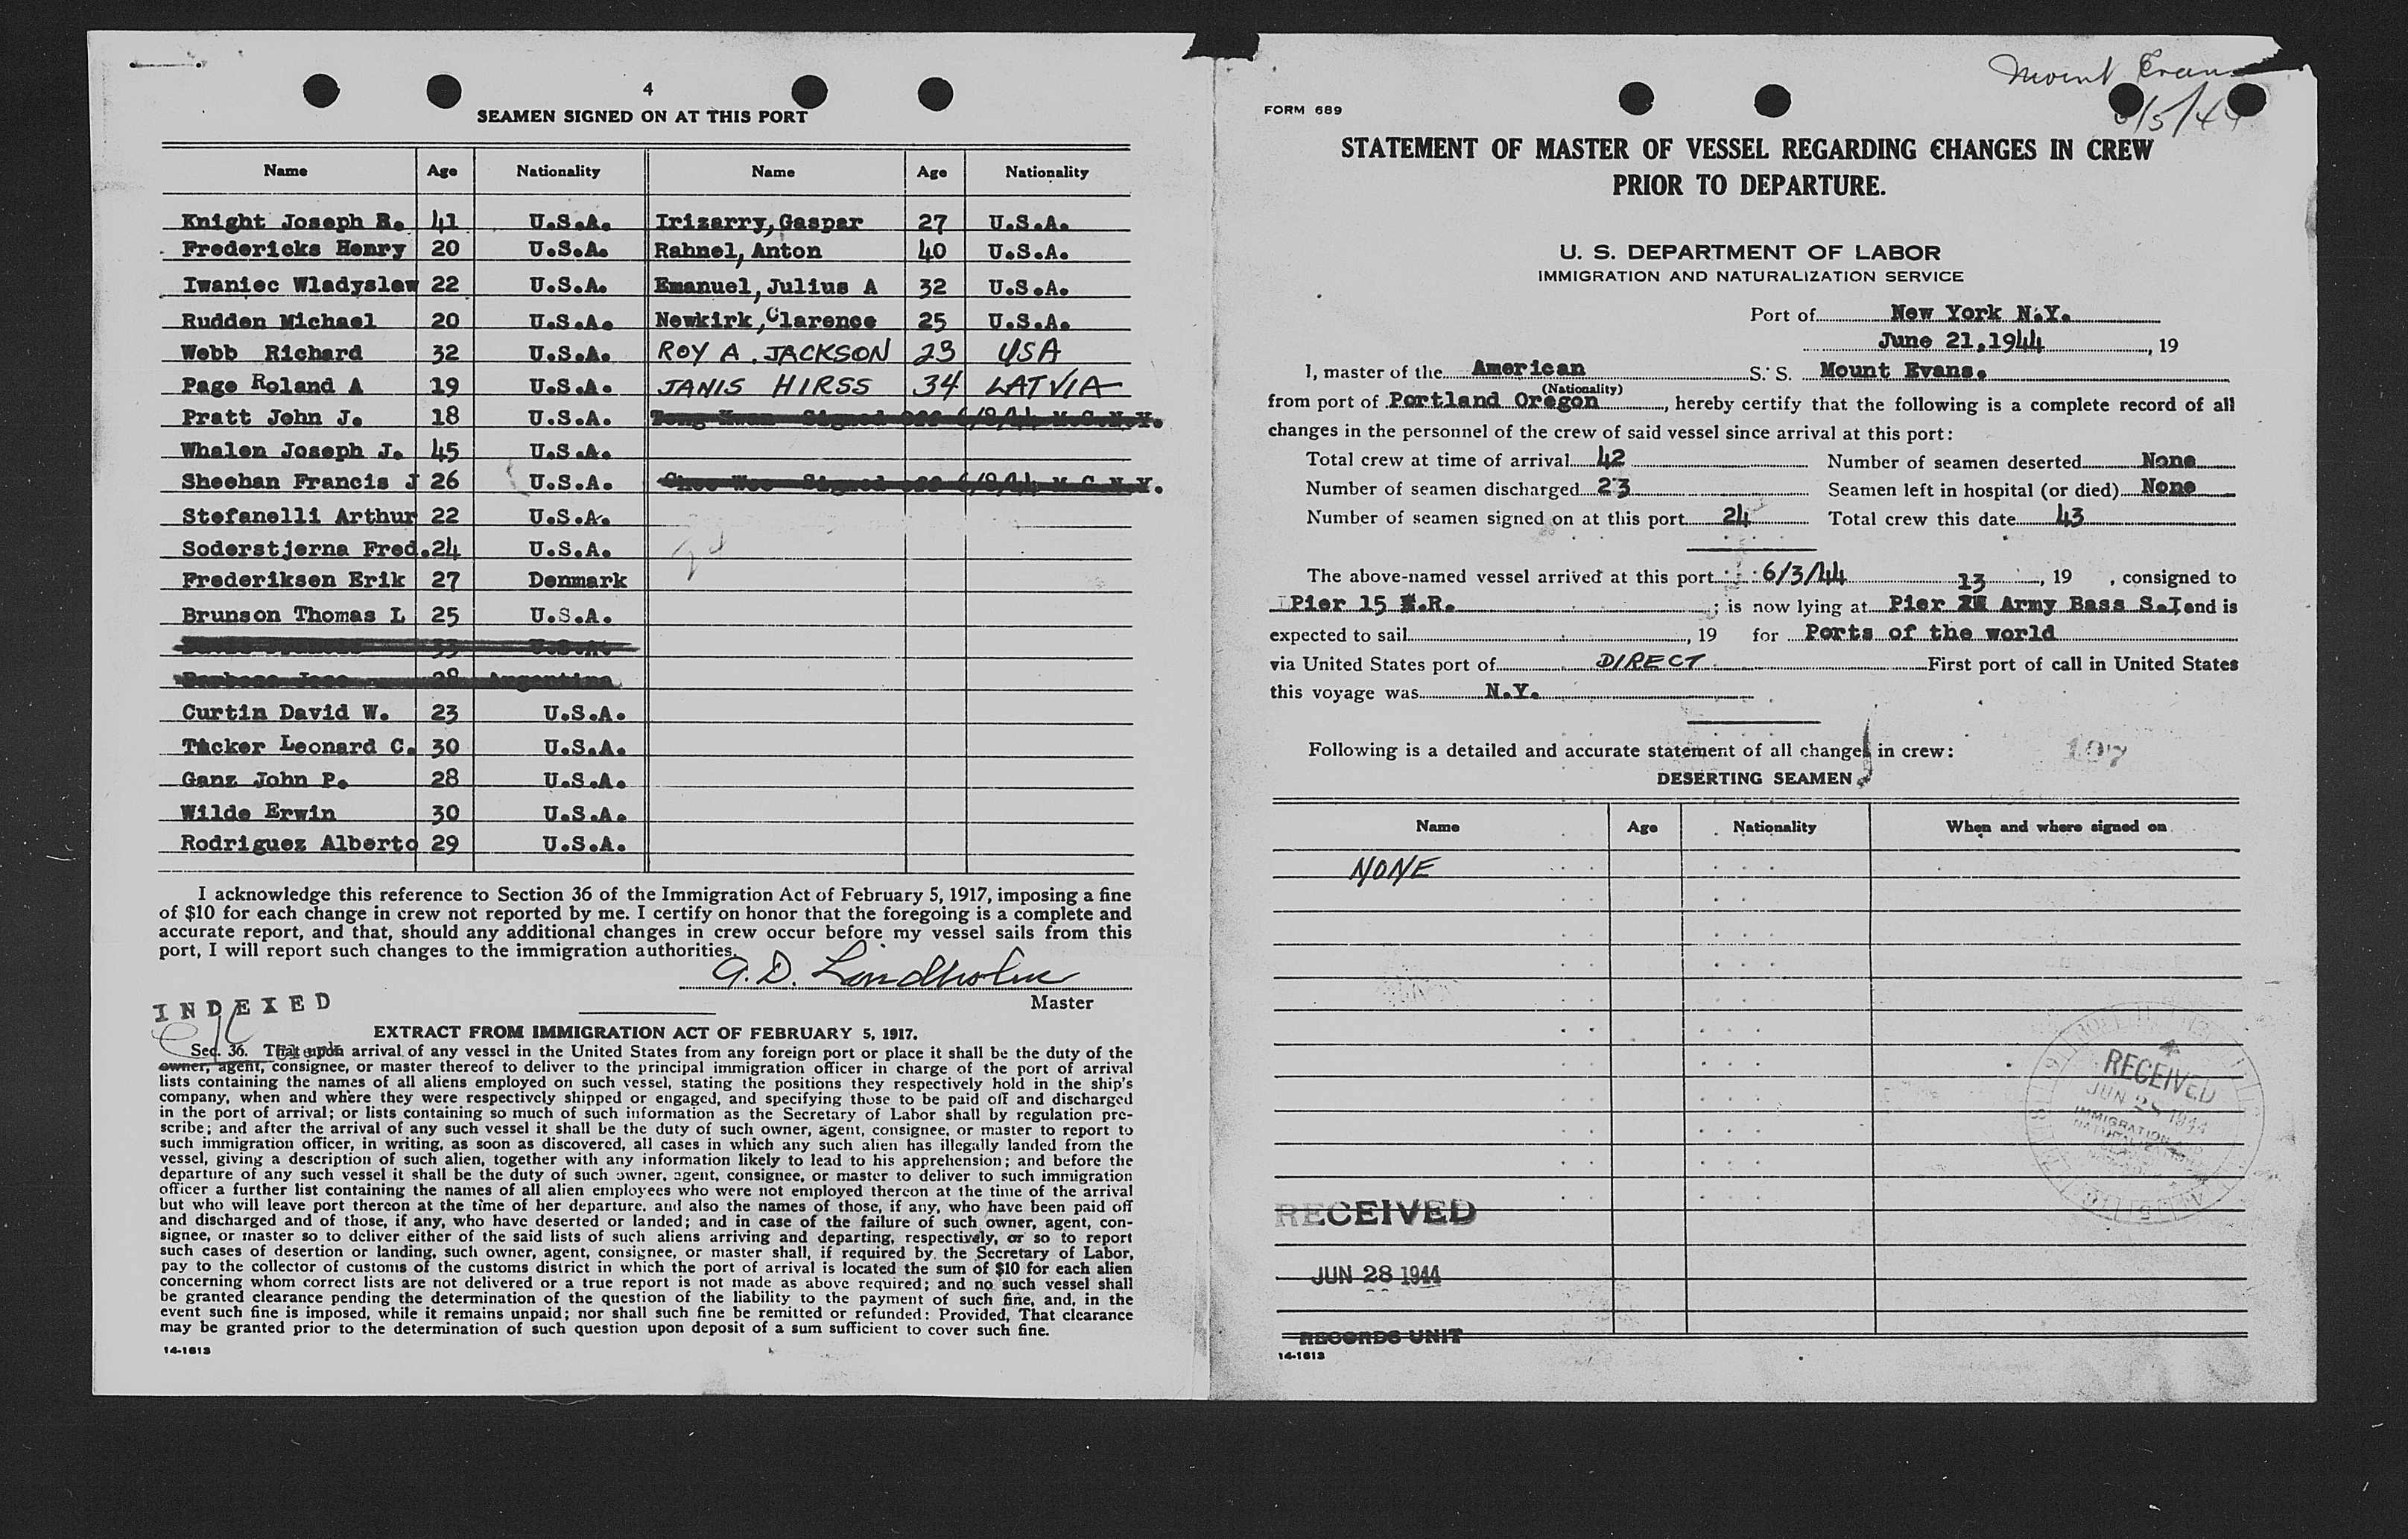 4
SEAMEN SIGNED ON AT THIS PORT
Name Age Nationality Name Age Nationality
Knight Joseph R. 41 U.S.A. Irizarry, Gaspar 27 U.S.A.
Fredericks Henry 20 U.S.A. Rahnel, Anton 40 U.S.A.
Iwaniec Wladyslaw 22 U.S.A. Emanuel, Julius A 32 U.S.A.
Rudden Michael 20 U.S.A. Newkirk, Clarence 25 U.S.A.
Webb Richard 32 U.S.A. ROY A. JACKSON 23 USA
Page Roland A 19 U.S.A. JANIS HIRSS 34 LATVIA
Pratt John J. 18 U.S.A. Signed off 6/8/44 N.Y.
Whalen Joseph J. 45 U.S.A.
Sheehan Francis J 26 U.S.A. Signed off 6/8/44 N.Y.
Stefanelli Arthur 22 U.S.A.
Soderstjerna Fred. 24 U.S.A.
Frederiksen Erik 27 Denmark
Brunson Thomas L 25 U.S.A.
33 U.S.A.
Jose 28 Argentina
Curtin David W. 23 U.S.A.
Tucker Leonard C. 30 U.S.A.
Ganz John P. 28 U.S.A.
Wilde Erwin 30 U.S.A.
Rodriguez Alberto 29 U.S.A.
I acknowledge this reference to Section 36 of the Immigration Act of February 5, 1917, imposing a fine
of $10 for each change in crew not reported by me. I certify on honor that the foregoing is a complete and
accurate report, and that, should any additional changes in crew occur before my vessel sails from this
port, I will report such changes to the immigration authorities.
A. D. Lindholm
Master
INDEXED
EXTRACT FROM IMMIGRATION ACT OF FEBRUARY 5, 1917.
Sec. 36. That upon arrival of any vessel in the United States from any foreign port or place it shall be the duty of the
owner, agent, consignee, or master thereof to deliver to the principal immigration officer in charge of the port of arrival
lists containing the names of all aliens employed on such vessel, stating the positions they respectively hold in the ship's
company, when and where they were respectively shipped or engaged, and specifying those to be paid off and discharged
in the port of arrival; or lists containing so much of such information as the Secretary of Labor shall by regulation pre-
scribe; and after the arrival of any such vessel it shall be the duty of such owner, agent, consignee, or master to report to
such immigration officer, in writing, as soon as discovered, all cases in which any such alien has illegally landed from the
vessel, giving a description of such alien, together with any information likely to lead to his apprehension; and before the
departure of any such vessel it shall be the duty of such owner, agent, consignee, or master to deliver to such immigration
officer a further list containing the names of all alien employees who were not employed thereon at the time of the arrival
but who will leave port thereon at the time of her departure, and also the names of those, if any, who have been paid off
and discharged and of those, if any, who have deserted or landed; and in case of the failure of such owner, agent, con-
signee, or master so to deliver either of the said lists of such aliens arriving and departing, respectively, or so to report
such cases of desertion or landing, such owner, agent, consignee, or master shall, if required by the Secretary of Labor,
pay to the collector of customs of the customs district in which the port of arrival is located the sum of $10 for each alien
concerning whom correct lists are not delivered or a true report is not made as above required; and no such vessel shall
be granted clearance pending the determination of the question of the liability to the payment of such fine, and, in the
event such fine is imposed, while it remains unpaid; nor shall such fine be remitted or refunded: Provided, That clearance
may be granted prior to the determination of such question upon deposit of a sum sufficient to cover such fine.
14-1613
Mount Evans
6/5/44
FORM 689
STATEMENT OF MASTER OF VESSEL REGARDING CHANGES IN CREW
PRIOR TO DEPARTURE.
U. S. DEPARTMENT OF LABOR
IMMIGRATION AND NATURALIZATION SERVICE
Port of New York N.Y.
June 21,1944, 19
I, master of the American S. S. Mount Evans.
(Nationality)
from port of Portland Oregon, hereby certify that the following is a complete record of all
changes in the personnel of the crew of said vessel since arrival at this port:
Total crew at time of arrival 42 Number of seamen deserted None
Number of seamen discharged 23 Seamen left in hospital (or died) None
Number of seamen signed on at this port 24 Total crew this date 43
The above-named vessel arrived at this port 6/3/44, 19 , consigned to
13
Pier 15 R.; is now lying at Pier Army Bass S.I and is
expected to sail, 19 for Ports of the world
via United States port of DIRECT First port of call in United States
this voyage was N.Y.
Following is a detailed and accurate statement of all changes in crew: 107
DESERTING SEAMEN
Name Age Nationality When and where signed on
NONE
RECEIVED
JUN 28 1944
IMMIGRATION
RECEIVED
JUN 28 1944
RECORDS UNIT
14-1613